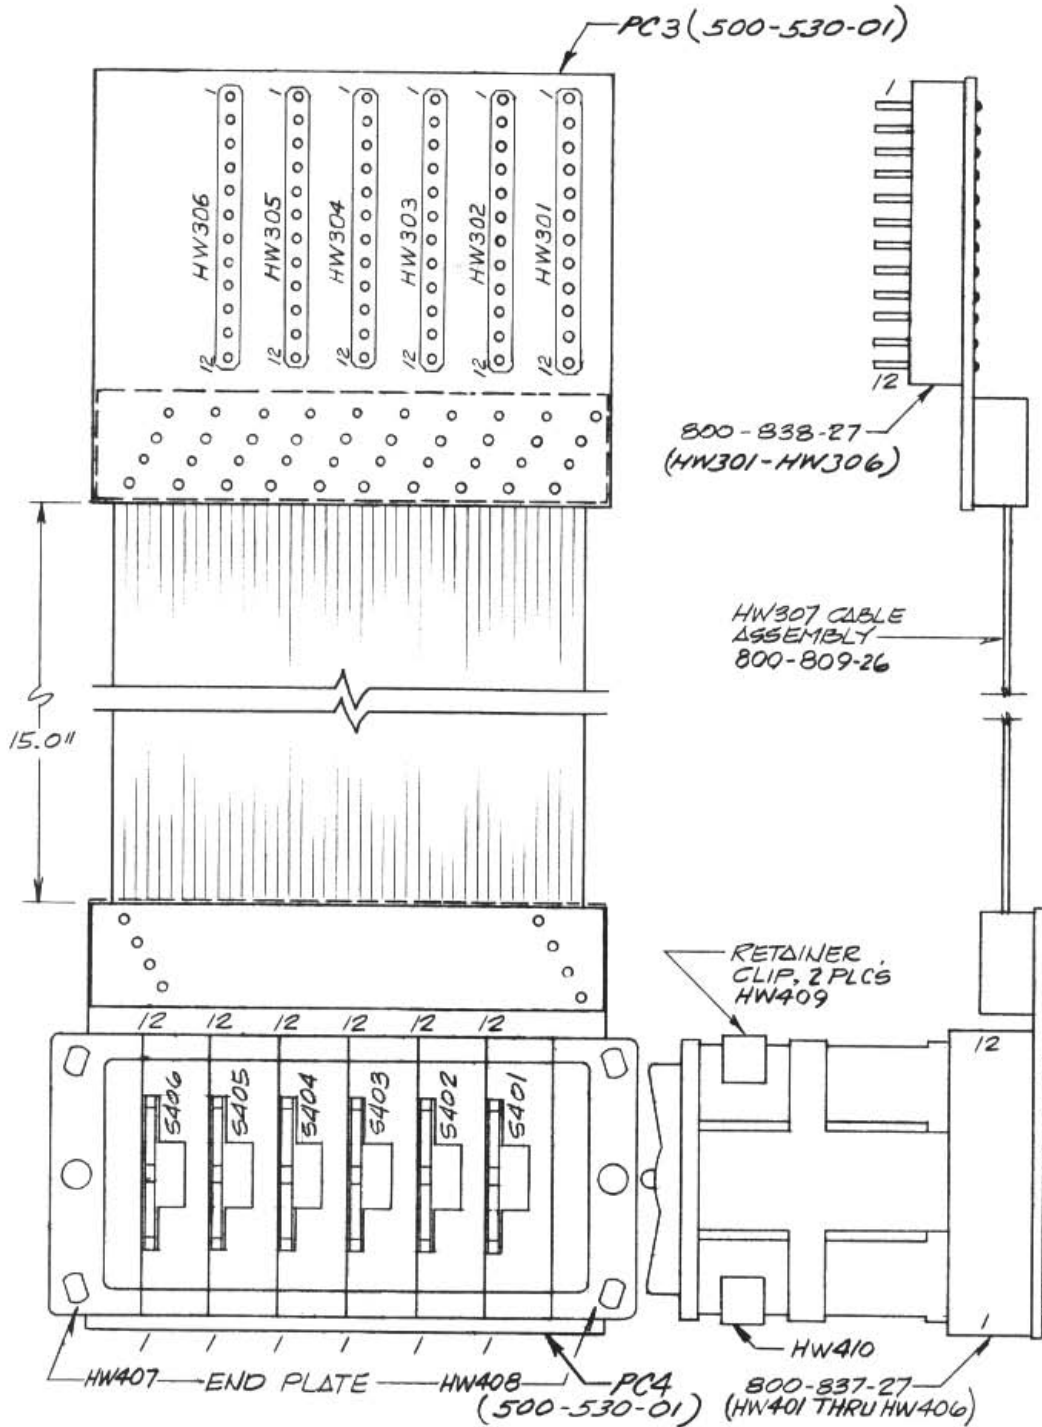 PC3 (500-530-01)
1 1 1 1 1 1
HW306 HW305 HW304 HW303 HW302 HW301
12 12 12 12 12 12
1
12
800-838-27
(HW301-HW306)
HW307 CABLE
ASSEMBLY
800-809-26
15.0"
RETAINER
CLIP, 2 PLCS
HW409
12 12 12 12 12 12
S406 S405 S404 S403 S402 S401
12
1
1 1 1 1 1 1
HW410
HW407 END PLATE HW408
PC4
(500-530-01)
800-837-27
(HW401 THRU HW406)